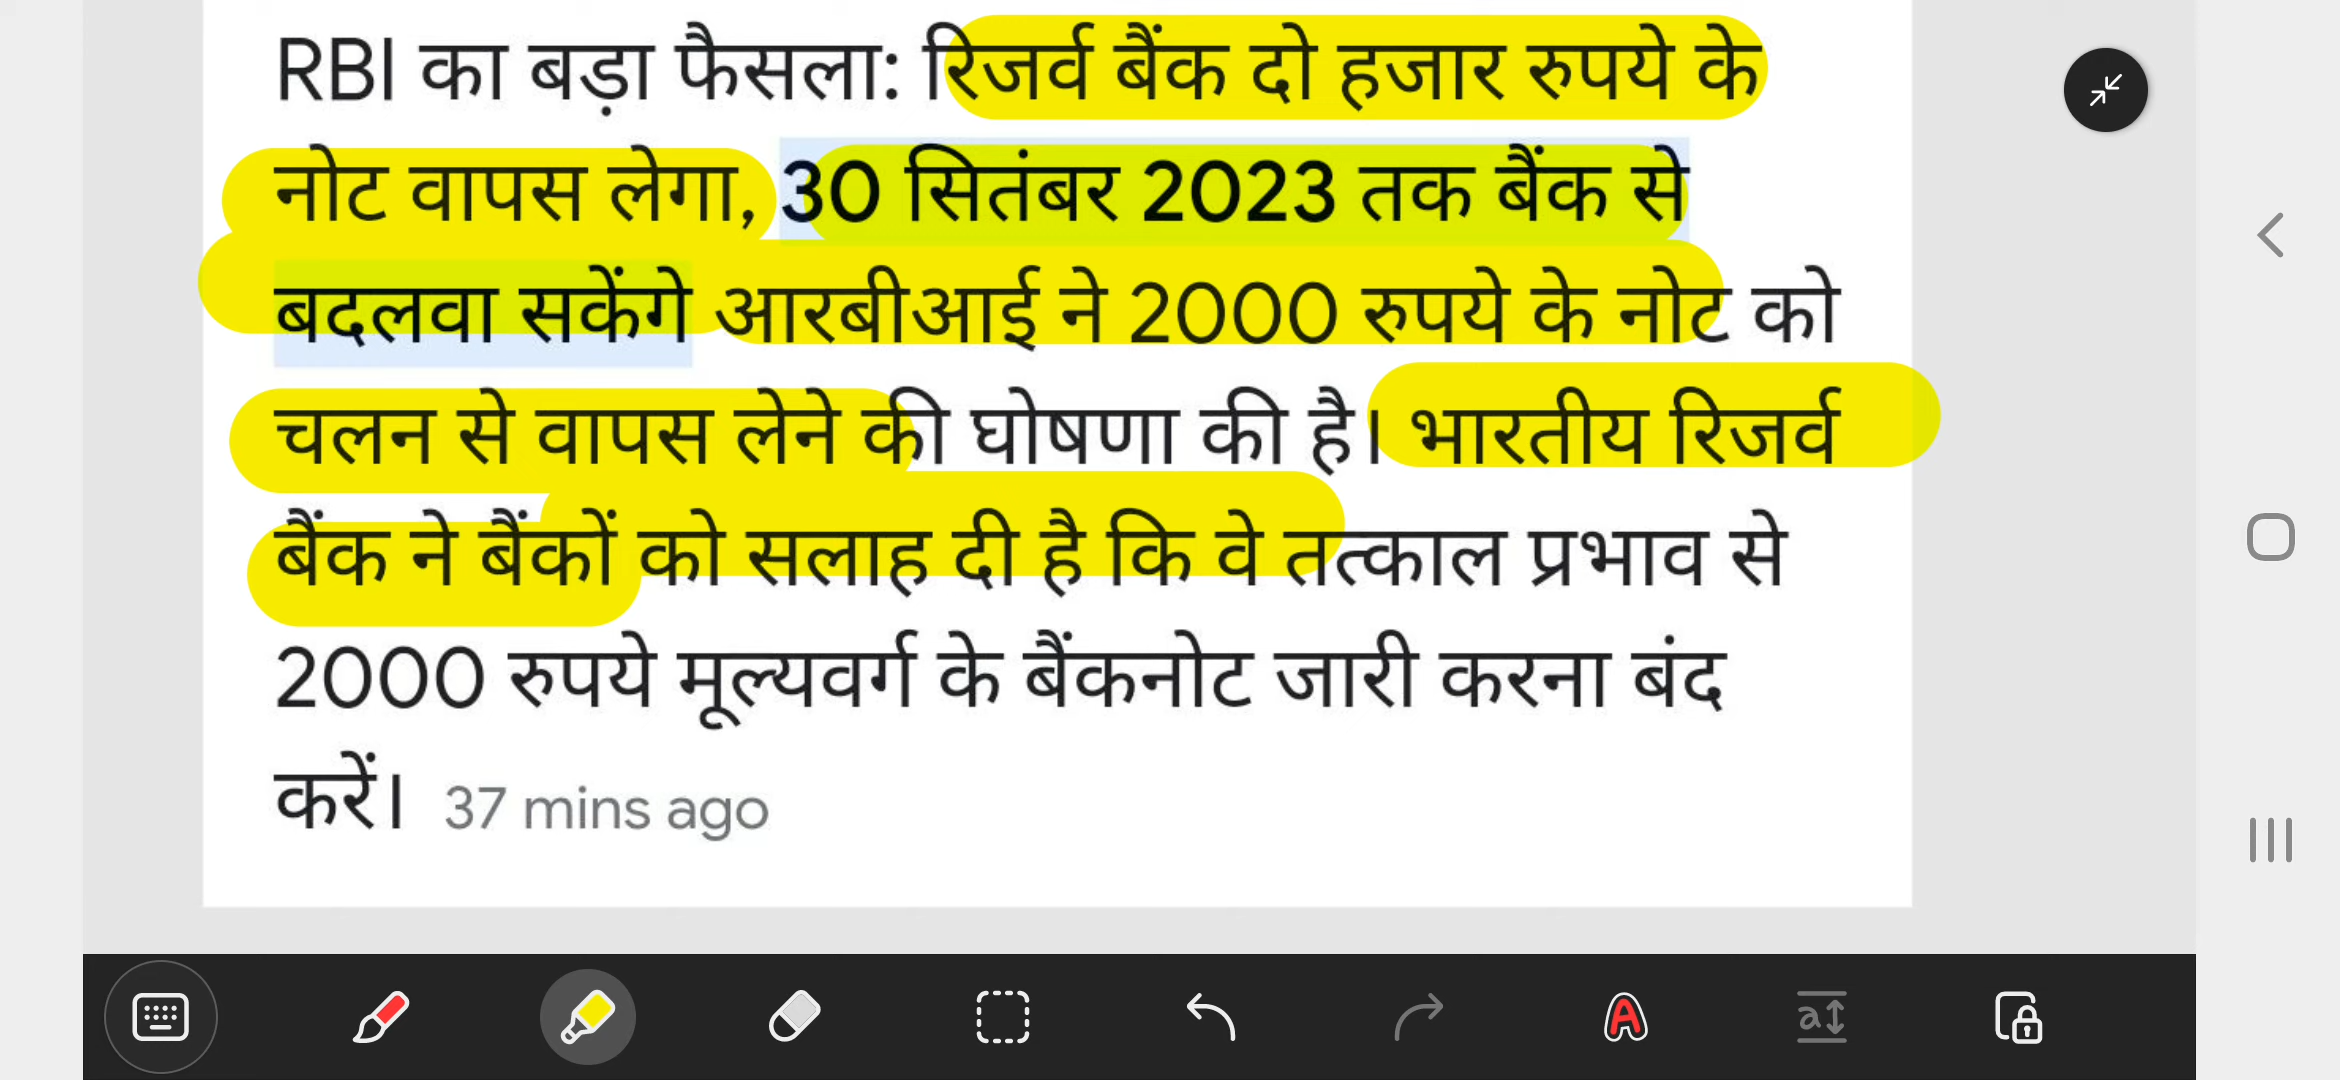 RBI का बड़ा फैसला: रिजर्व बैंक दो हजार रुपये के
नोट वापस लेगा, 30 सितंबर 2023 तक बैंक से
बदलवा सकेंगे आरबीआई ने 2000 रुपये के नोट को
चलन से वापस लेने की घोषणा की है। भारतीय रिजर्व
बैंक ने बैंकों को सलाह दी है कि वे तत्काल प्रभाव से
2000 रुपये मूल्यवर्ग के बैंकनोट जारी करना बंद
करें। 37 mins ago
A a